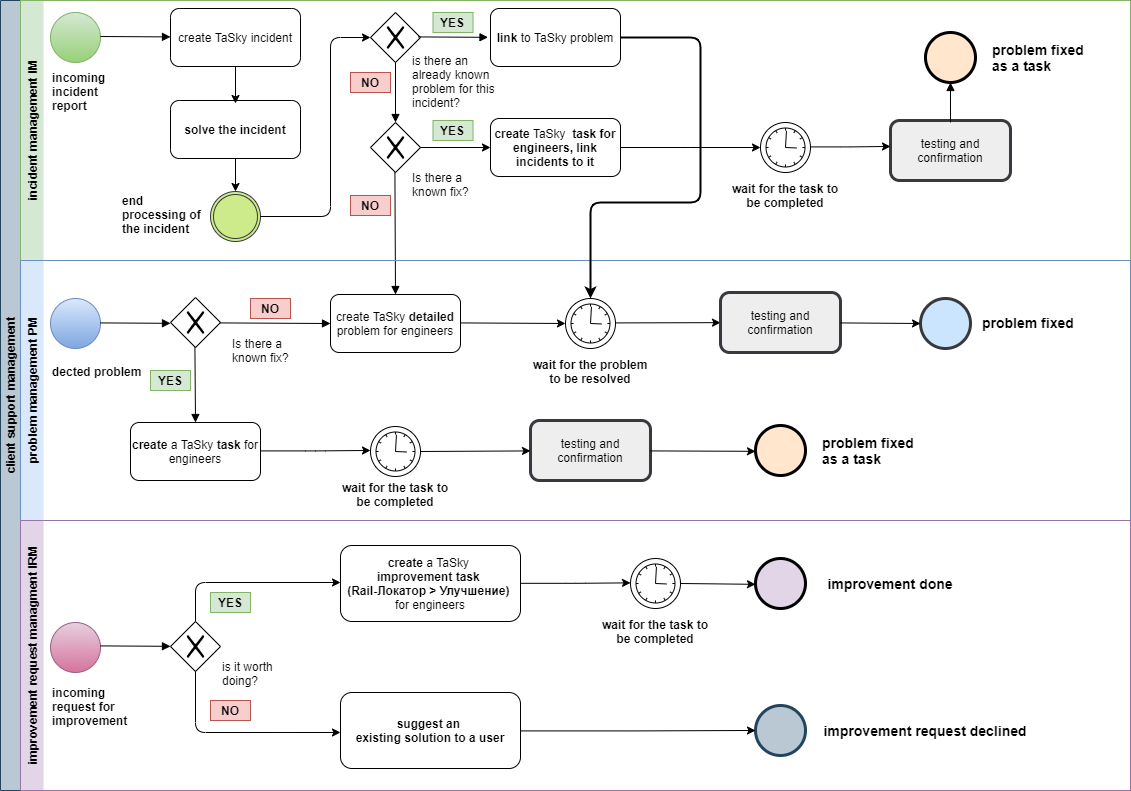 client support management
incident management IM
incoming
incident
report
create TaSky incident
solve the incident
end
processing of
the incident
YES
is there an
already known
problem for this
incident?
NO
link to TaSky problem
YES
Is there a
known fix?
NO
create TaSky task for
engineers, link
incidents to it
wait for the task to
be completed
testing and
confirmation
problem fixed
as a task
problem management PM
dected problem
NO
Is there a
known fix?
YES
create TaSky detailed
problem for engineers
wait for the problem
to be resolved
testing and
confirmation
problem fixed
create a TaSky task for
engineers
wait for the task to
be completed
testing and
confirmation
problem fixed
as a task
improvement request managment IRM
incoming
request for
improvement
YES
is it worth
doing?
NO
create a TaSky
improvement task
(Rail-Локатор > Улучшение)
for engineers
wait for the task to
be completed
improvement done
suggest an
existing solution to a user
improvement request declined